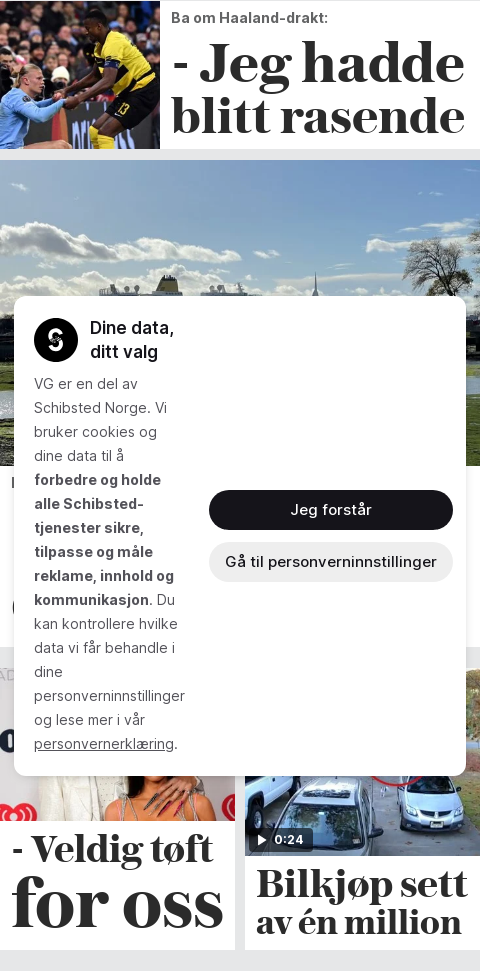 Ba om Haaland-drakt:
- Jeg hadde
blitt rasende
Dine data,
ditt valg
VG er en del av
Schibsted Norge. Vi
bruker cookies og
dine data til å
forbedre og holde
alle Schibsted-
tjenester sikre,
tilpasse og måle
reklame, innhold og
kommunikasjon. Du
kan kontrollere hvilke
data vi får behandle i
dine
personverninnstillinger
og lese mer i vår
personvernerklæring.
Jeg forstår
Gå til personverninnstillinger
- Veldig tøft
for oss
0:24
Bilkjøp sett
av én million